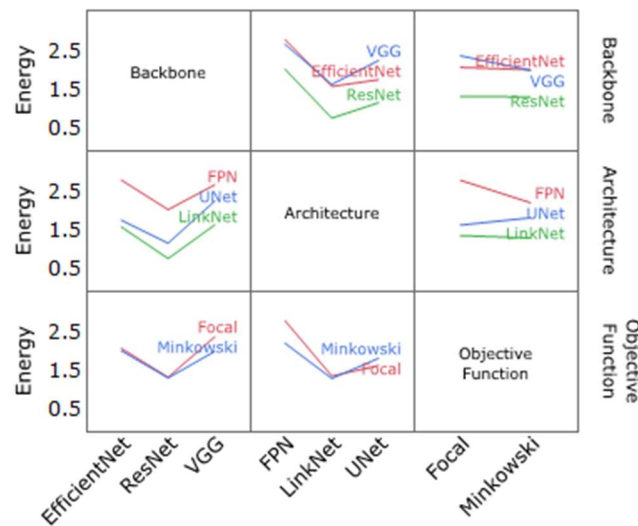 Energy
2.5
1.5
0.5
Backbone
VGG
EfficientNet
ResNet
EfficientNet
VGG
ResNet
Backbone
Energy
2.5
1.5
0.5
FPN
UNet
LinkNet
Architecture
FPN
UNet
LinkNet
Architecture
Energy
2.5
1.5
0.5
Focal
Minkowski
Minkowski
Focal
Objective
Function
Objective
Function
EfficientNet
ResNet
VGG
FPN
LinkNet
UNet
Focal
Minkowski